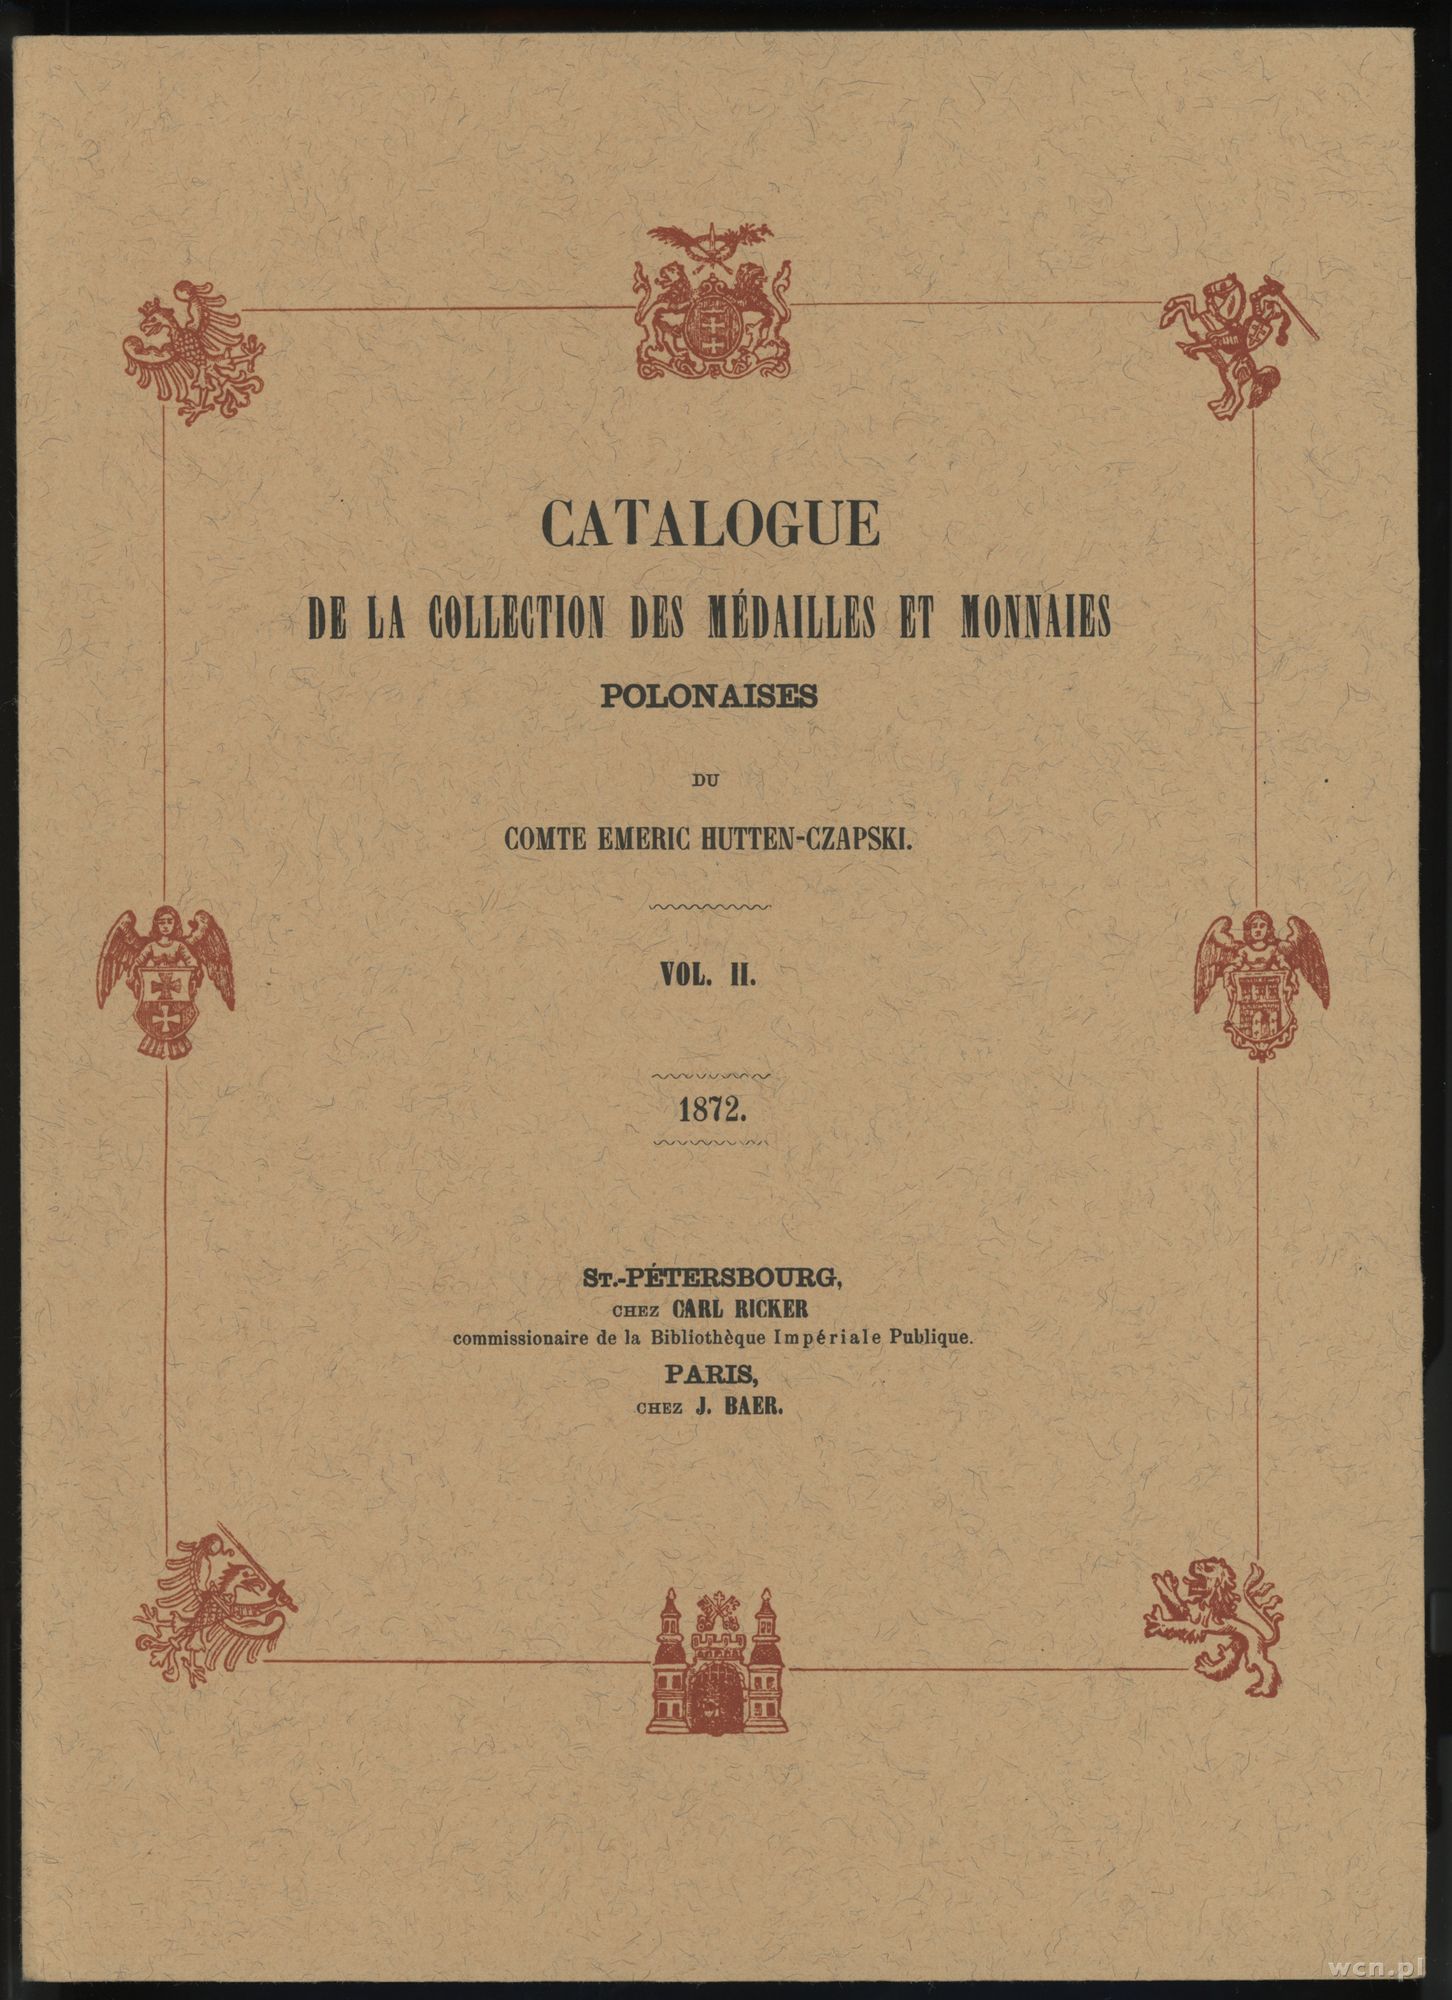 CATALOGUE
DE LA COLLECTION DES MÉDAILLES ET MONNAIES
POLONAISES
DU
COMTE EMERIC HUTTEN-CZAPSKI.
VOL. II.
1872.
ST.-PÉTERSBOURG,
CHEZ CARL RICKER
commissionaire de la Bibliothèque Impériale Publique.
PARIS,
CHEZ J. BAER.
wcn.pl